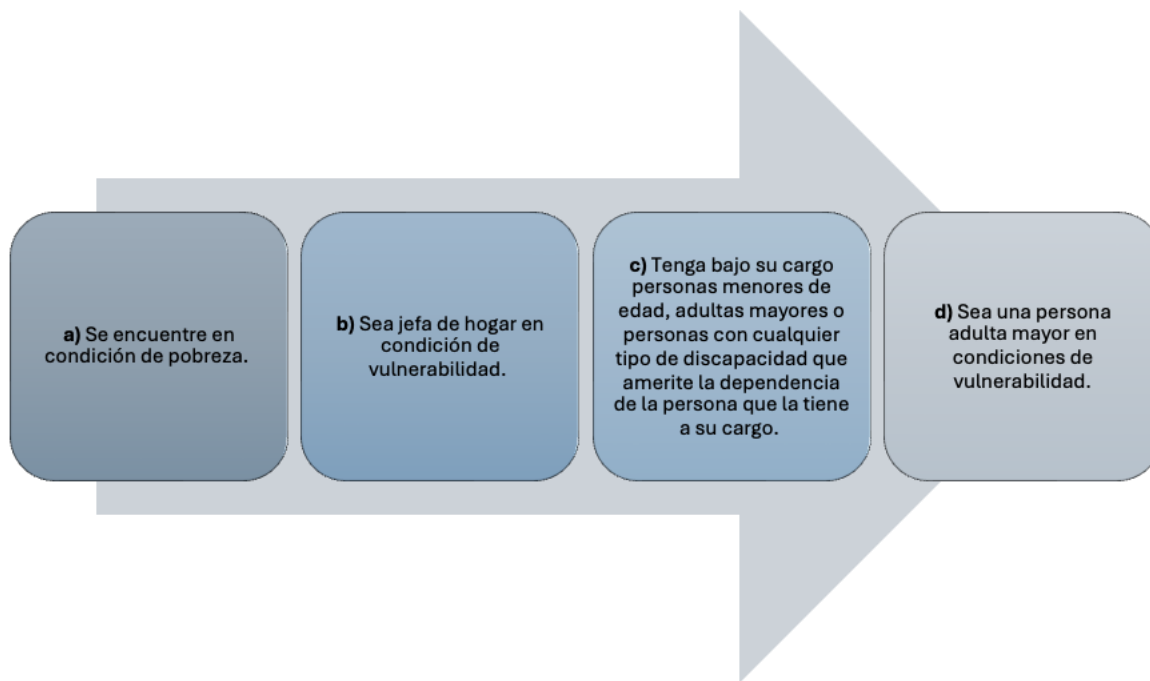 a) Se encuentre en
condición de pobreza.
b) Sea jefa de hogar en
condición de
vulnerabilidad.
c) Tenga bajo su cargo
personas menores de
edad, adultas mayores o
personas con cualquier
tipo de discapacidad que
amerite la dependencia
de la persona que la tiene
a su cargo.
d) Sea una persona
adulta mayor en
condiciones de
vulnerabilidad.